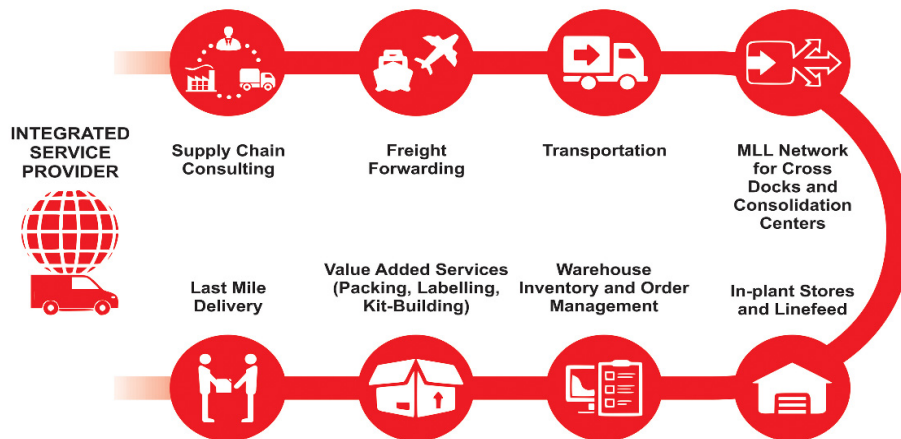 INTEGRATED
SERVICE
PROVIDER
Supply Chain
Consulting
Freight
Forwarding
Transportation
MLL Network
for Cross
Docks and
Consolidation
Centers
Last Mile
Delivery
Value Added Services
(Packing, Labelling,
Kit-Building)
Warehouse
Inventory and Order
Management
In-plant Stores
and Linefeed